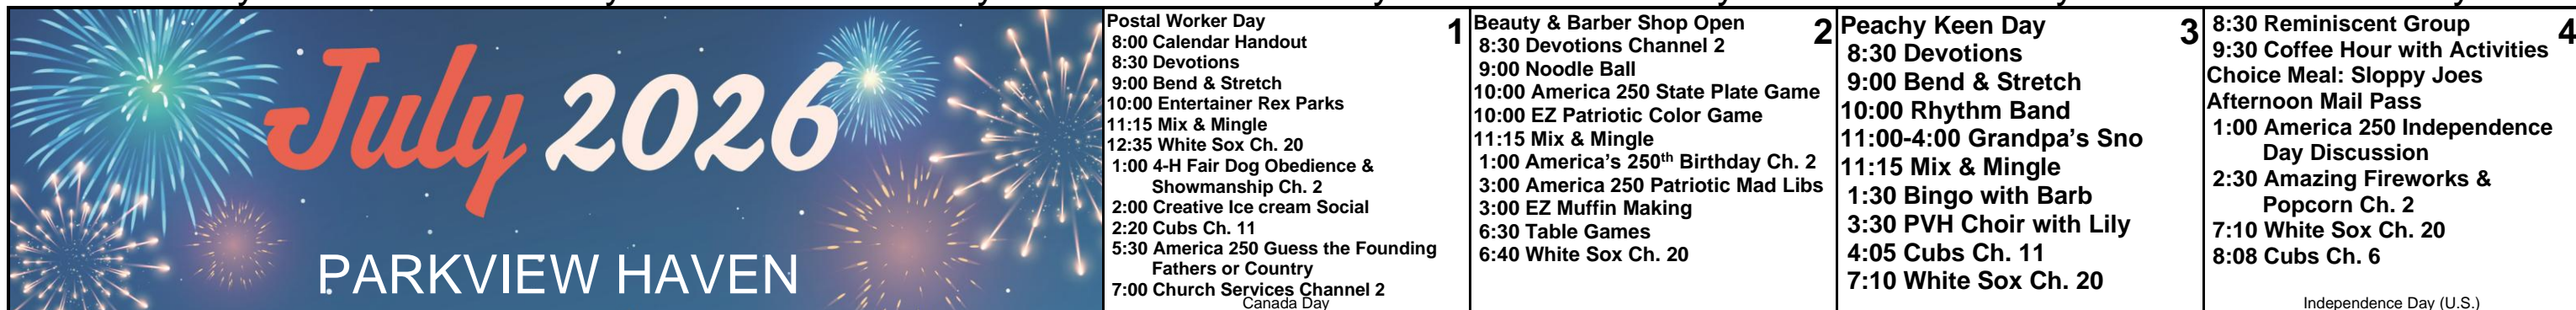 July 2026
PARKVIEW HAVEN
1
Postal Worker Day
8:00 Calendar Handout
8:30 Devotions
9:00 Bend & Stretch
10:00 Entertainer Rex Parks
11:15 Mix & Mingle
12:35 White Sox Ch. 20
1:00 4-H Fair Dog Obedience &
Showmanship Ch. 2
2:00 Creative Ice cream Social
2:20 Cubs Ch. 11
5:30 America 250 Guess the Founding
Fathers or Country
7:00 Church Services Channel 2
Canada Day
2
Beauty & Barber Shop Open
8:30 Devotions Channel 2
9:00 Noodle Ball
10:00 America 250 State Plate Game
10:00 EZ Patriotic Color Game
11:15 Mix & Mingle
1:00 America's 250th Birthday Ch. 2
3:00 America 250 Patriotic Mad Libs
3:00 EZ Muffin Making
6:30 Table Games
6:40 White Sox Ch. 20
3
Peachy Keen Day
8:30 Devotions
9:00 Bend & Stretch
10:00 Rhythm Band
11:00-4:00 Grandpa's Sno
11:15 Mix & Mingle
1:30 Bingo with Barb
3:30 PVH Choir with Lily
4:05 Cubs Ch. 11
7:10 White Sox Ch. 20
4
8:30 Reminiscent Group
9:30 Coffee Hour with Activities
Choice Meal: Sloppy Joes
Afternoon Mail Pass
1:00 America 250 Independence
Day Discussion
2:30 Amazing Fireworks &
Popcorn Ch. 2
7:10 White Sox Ch. 20
8:08 Cubs Ch. 6
Independence Day (U.S.)